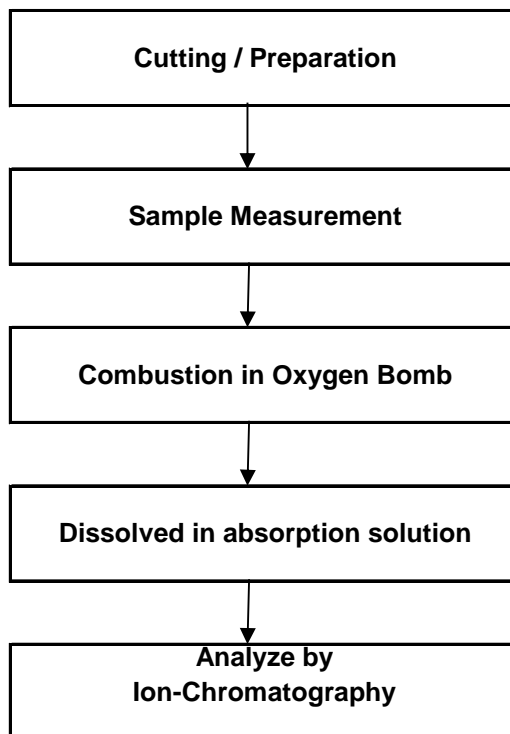 Cutting / Preparation
Sample Measurement
Combustion in Oxygen Bomb
Dissolved in absorption solution
Analyze by
Ion-Chromatography